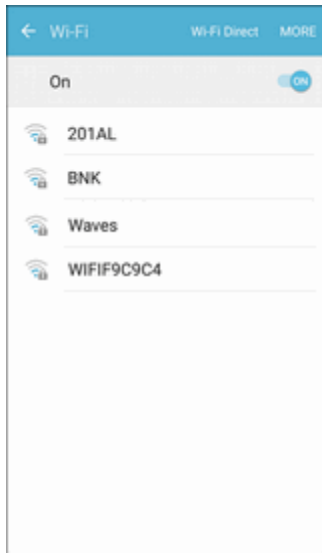 Wi-Fi Wi-Fi Direct MORE
On ON
201AL
BNK
Waves
WIFIF9C9C4